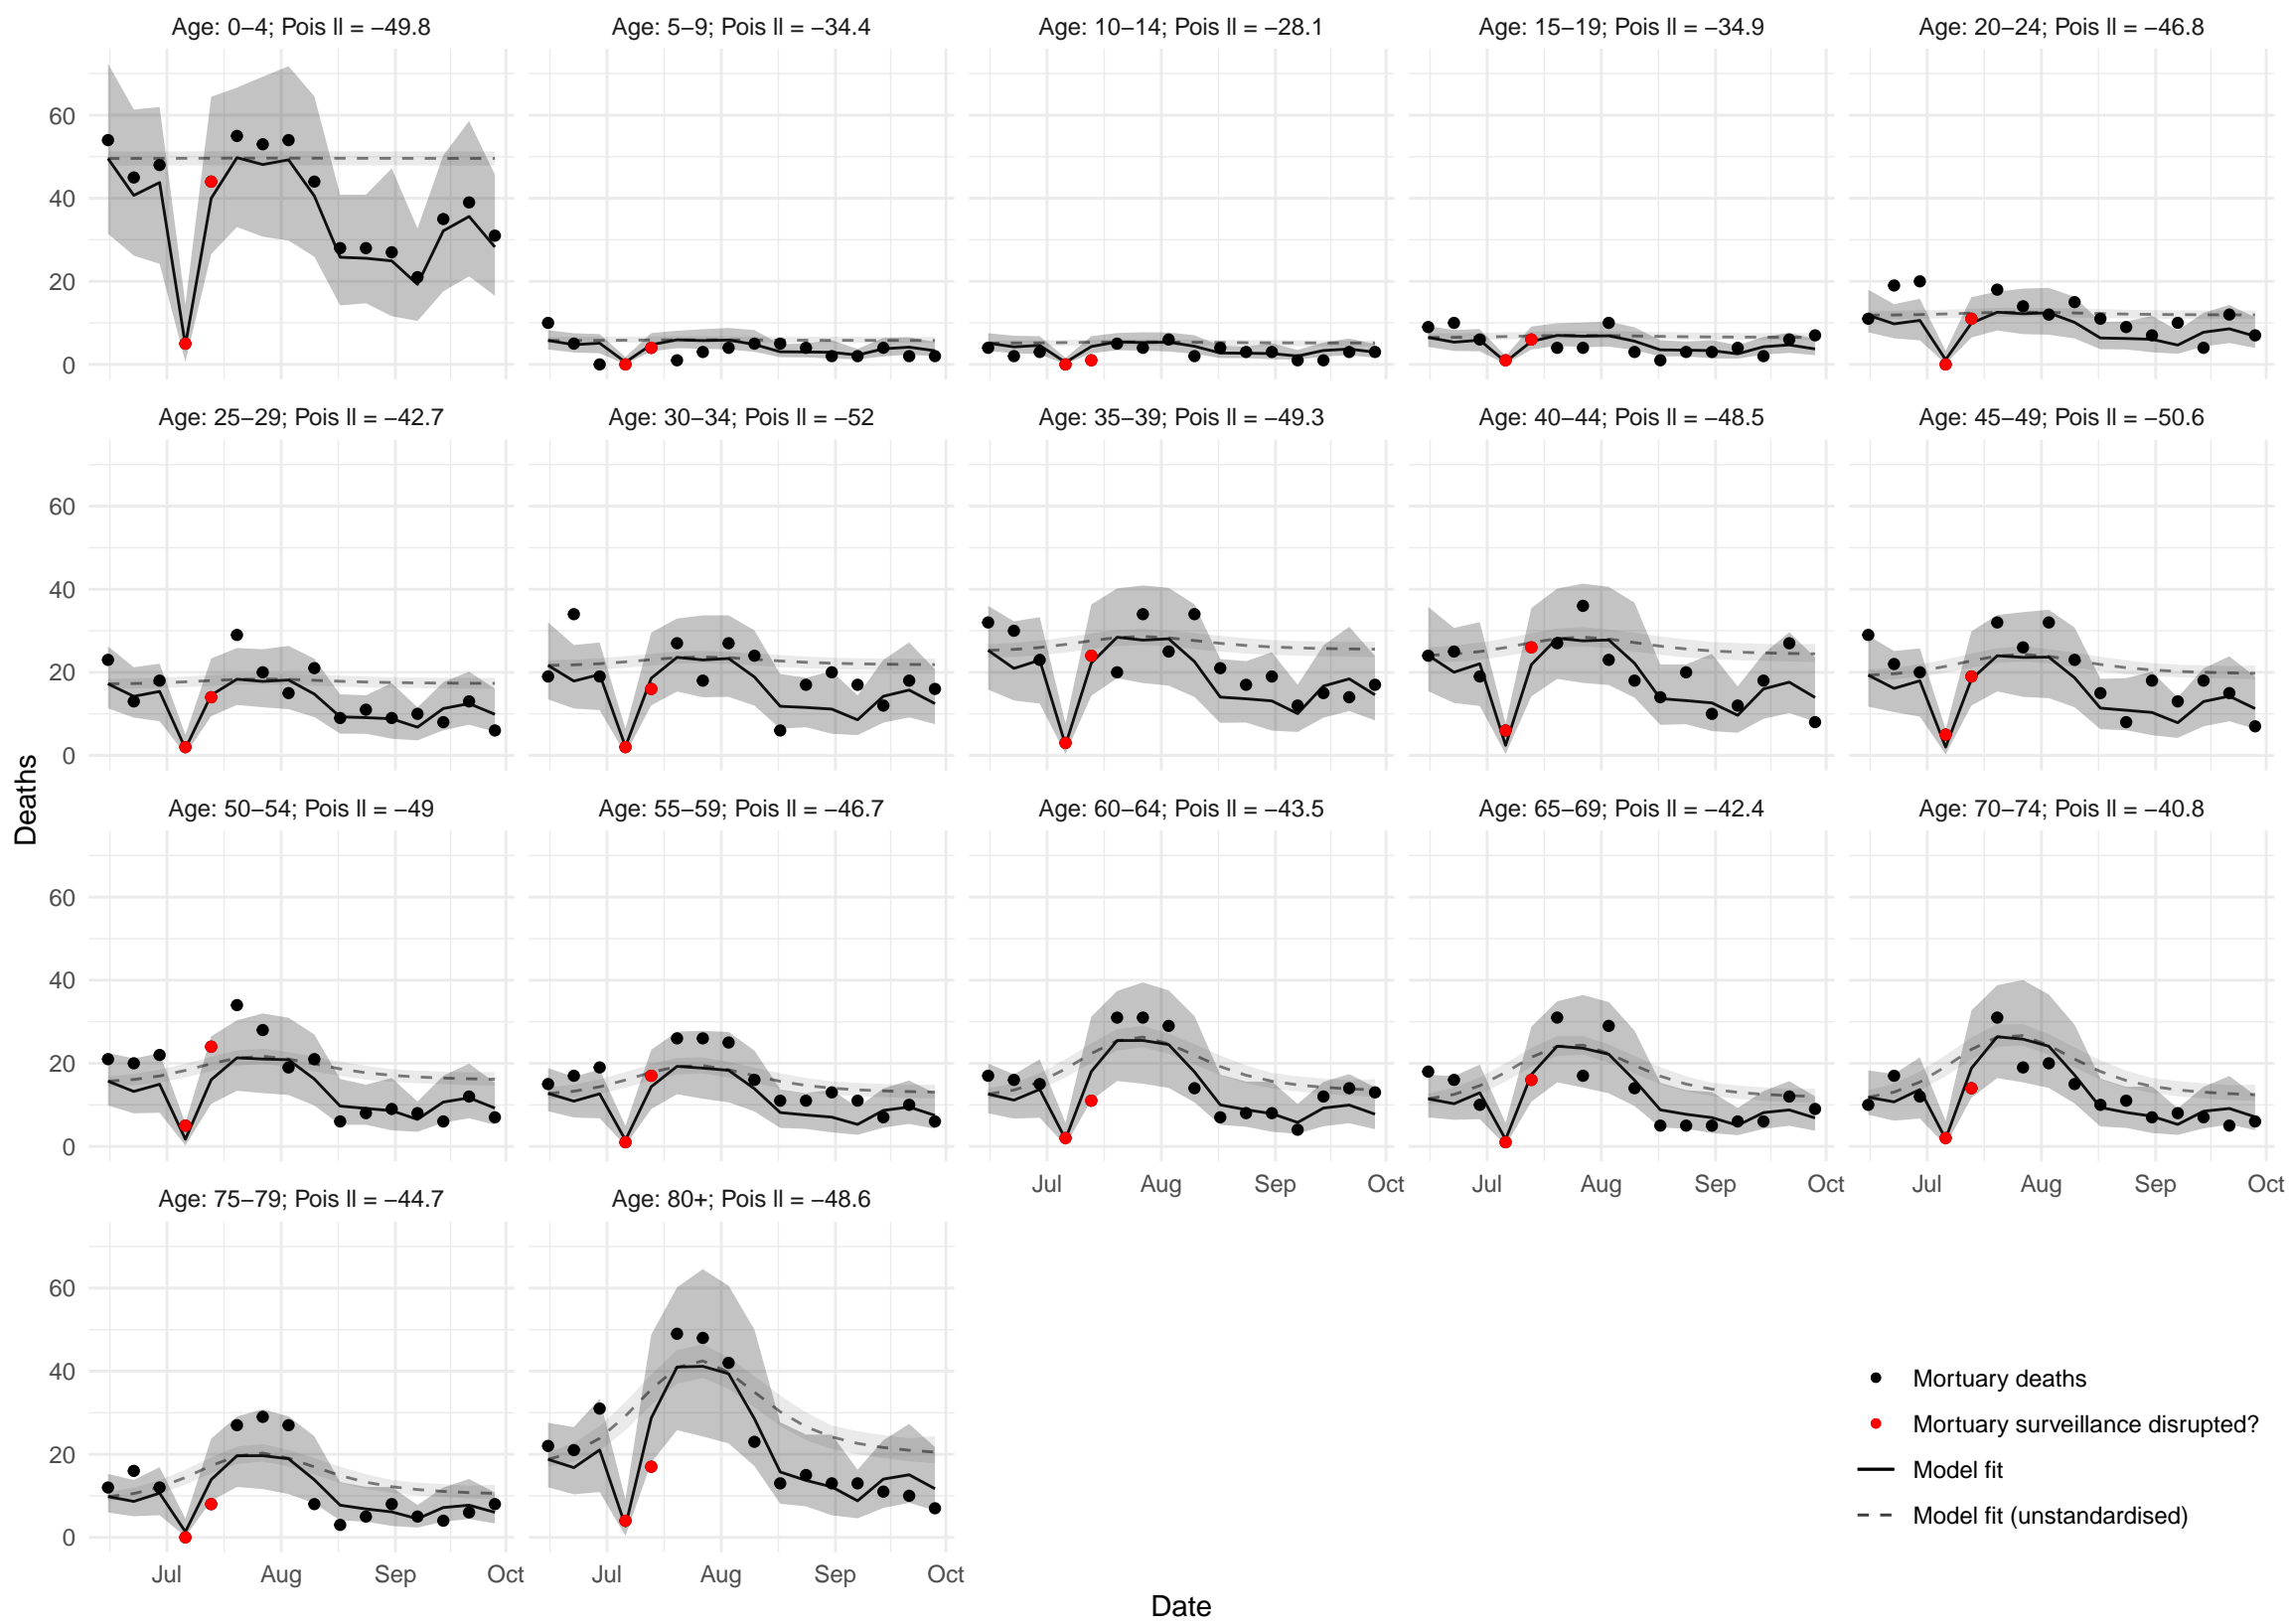 Age: 0−4; Pois ll = −49.8
Age: 5−9; Pois ll = −34.4
Age: 10−14; Pois ll = −28.1
Age: 15−19; Pois ll = −34.9
Age: 20−24; Pois ll = −46.8
60
40
20
0
Age: 25−29; Pois ll = −42.7
Age: 30−34; Pois ll = −52
Age: 35−39; Pois ll = −49.3
Age: 40−44; Pois ll = −48.5
Age: 45−49; Pois ll = −50.6
60
40
20
0
Deaths
Age: 50−54; Pois ll = −49
Age: 55−59; Pois ll = −46.7
Age: 60−64; Pois ll = −43.5
Age: 65−69; Pois ll = −42.4
Age: 70−74; Pois ll = −40.8
60
40
20
0
Jul Aug Sep Oct
Jul Aug Sep Oct
Jul Aug Sep Oct
Age: 75−79; Pois ll = −44.7
Age: 80+; Pois ll = −48.6
60
40
20
0
Jul Aug Sep Oct
Jul Aug Sep Oct
Mortuary deaths
Mortuary surveillance disrupted?
Model fit
Model fit (unstandardised)
Date